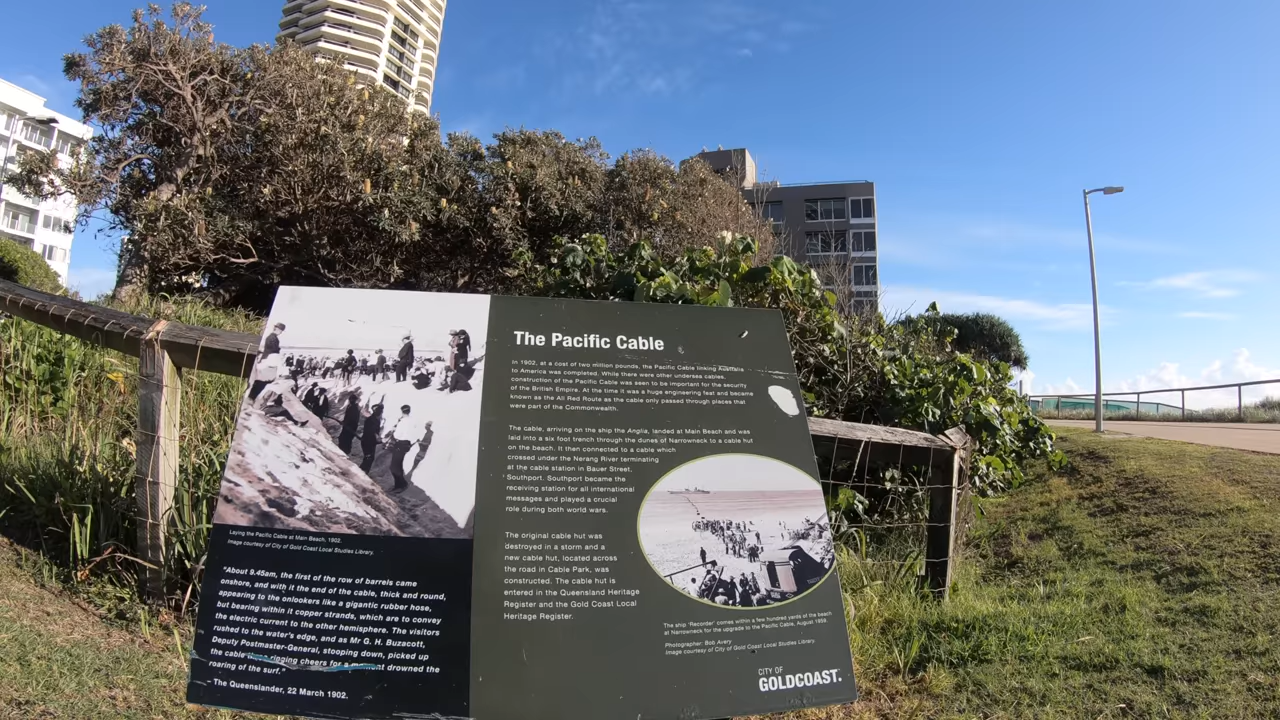 The Pacific Cable
In 1902, at a cost of two million pounds, the Pacific Cable linking Australia
to America was completed. While there were other undersea cables,
construction of the Pacific Cable was seen to be important for the security
of the British Empire. At the time it was a huge engineering feat and became
known as the All Red Route as the cable only passed through places that
were part of the Commonwealth.
The cable, arriving on the ship the Anglia, landed at Main Beach and was
laid into a six foot trench through the dunes of Narrowneck to a cable hut
on the beach. It then connected to a cable which
crossed under the Nerang River terminating
at the cable station in Bauer Street,
Southport. Southport became the
receiving station for all international
messages and played a crucial
role during both world wars.
The original cable hut was
destroyed in a storm and a
new cable hut, located across
the road in Cable Park, was
constructed. The cable hut is
entered in the Queensland Heritage
Register and the Gold Coast Local
Heritage Register.
Laying the Pacific Cable at Main Beach, 1902.
Image courtesy of City of Gold Coast Local Studies Library.
"About 9.45am, the first of the row of barrels came
onshore, and with it the end of the cable, thick and round,
appearing to the onlookers like a gigantic rubber hose,
but bearing within it copper strands, which are to convey
the electric current to the other hemisphere. The visitors
rushed to the water's edge, and as Mr G. H. Buzacott,
Deputy Postmaster-General, stooping down, picked up
the cable three ringing cheers for a moment drowned the
roaring of the surf."
– The Queenslander, 22 March 1902.
The ship 'Recorder' comes within a few hundred yards of the beach
at Narrowneck for the upgrade to the Pacific Cable, August 1958.
Photographer: Bob Avery
Image courtesy of City of Gold Coast Local Studies Library.
CITY OF
GOLDCOAST.